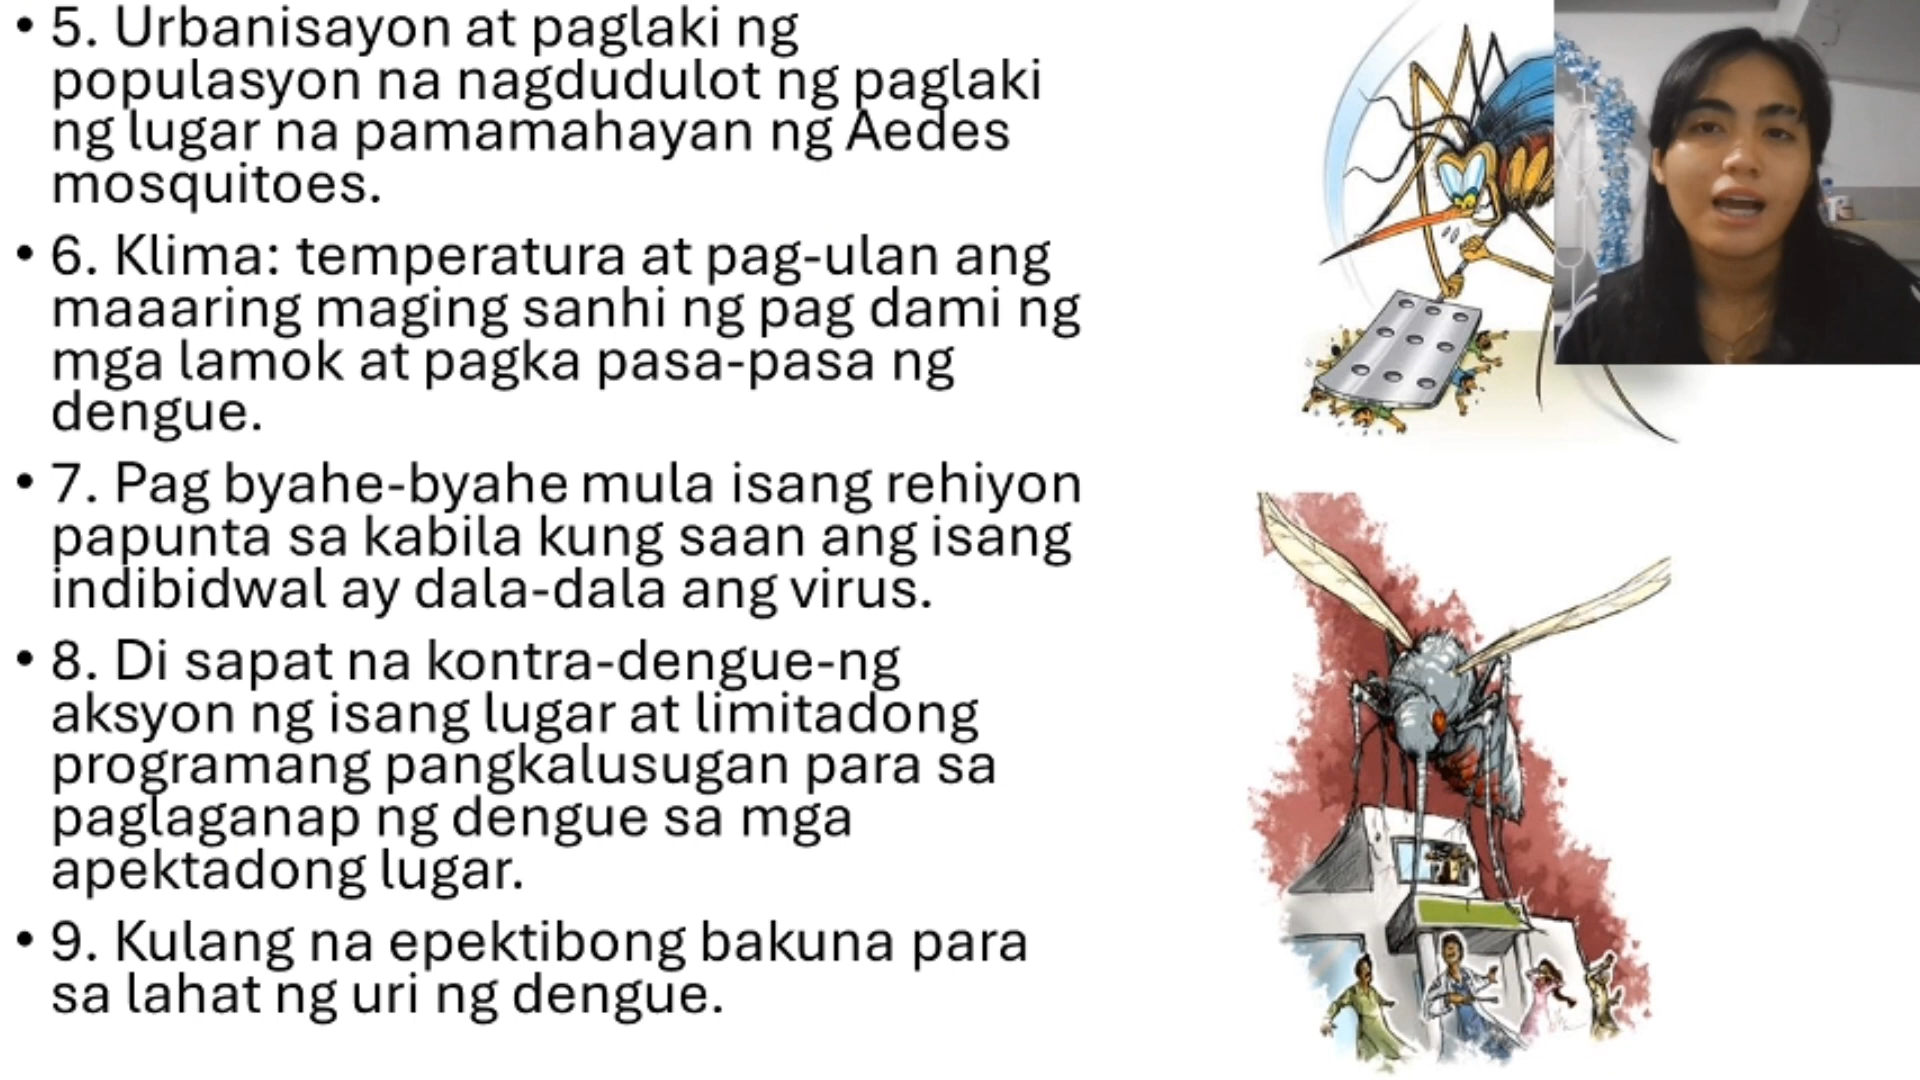 • 5. Urbanisayon at paglaki ng
populasyon na nagdudulot ng paglaki
ng lugar na pamamahayan ng Aedes
mosquitoes.
• 6. Klima: temperatura at pag-ulan ang
maaaring maging sanhi ng pag dami ng
mga lamok at pagka pasa-pasa ng
dengue.
• 7. Pag byahe-byahe mula isang rehiyon
papunta sa kabila kung saan ang isang
indibidwal ay dala-dala ang virus.
• 8. Di sapat na kontra-dengue-ng
aksyon ng isang lugar at limitadong
programang pangkalusugan para sa
paglaganap ng dengue sa mga
apektadong lugar.
• 9. Kulang na epektibong bakuna para
sa lahat ng uri ng dengue.